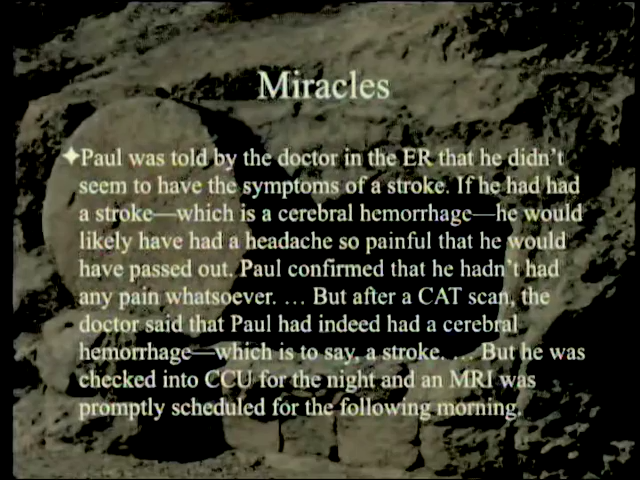 Miracles
✦Paul was told by the doctor in the ER that he didn’t
seem to have the symptoms of a stroke. If he had had
a stroke—which is a cerebral hemorrhage—he would
likely have had a headache so painful that he would
have passed out. Paul confirmed that he hadn’t had
any pain whatsoever. … But after a CAT scan, the
doctor said that Paul had indeed had a cerebral
hemorrhage—which is to say, a stroke. … But he was
checked into CCU for the night and an MRI was
promptly scheduled for the following morning.